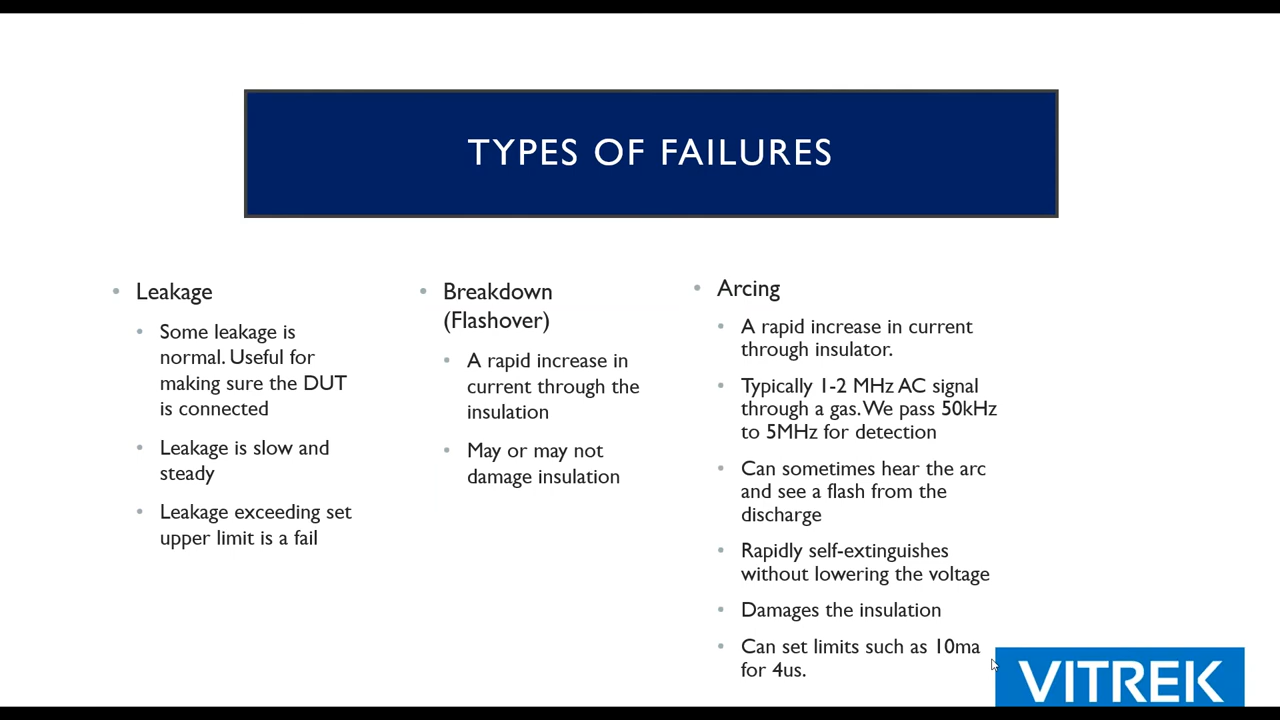 TYPES OF FAILURES
• Leakage
• Some leakage is
normal. Useful for
making sure the DUT
is connected
• Leakage is slow and
steady
• Leakage exceeding set
upper limit is a fail
• Breakdown
(Flashover)
• A rapid increase in
current through the
insulation
• May or may not
damage insulation
• Arcing
• A rapid increase in current
through insulator.
• Typically 1-2 MHz AC signal
through a gas. We pass 50kHz
to 5MHz for detection
• Can sometimes hear the arc
and see a flash from the
discharge
• Rapidly self-extinguishes
without lowering the voltage
• Damages the insulation
• Can set limits such as 10ma
for 4us.
VITREK